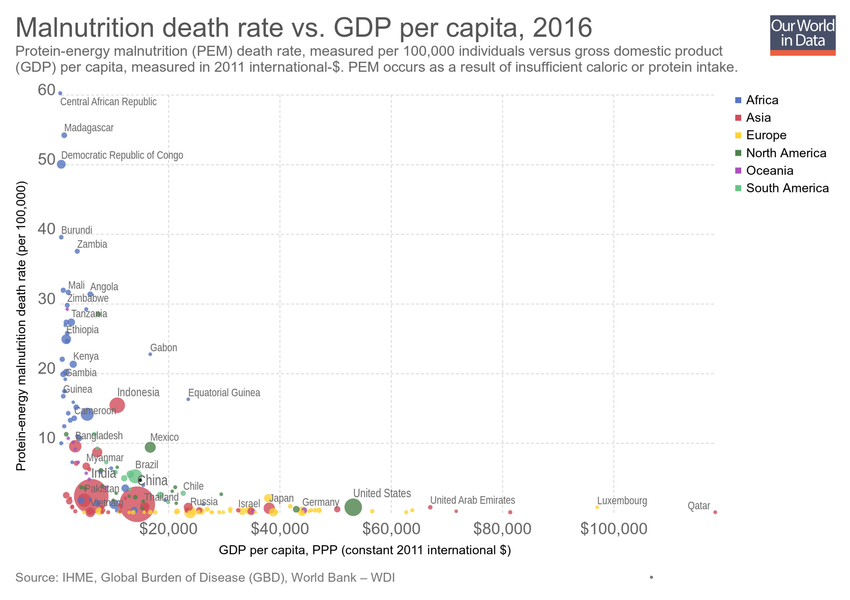 Malnutrition death rate vs. GDP per capita, 2016
Our World
in Data
Protein-energy malnutrition (PEM) death rate, measured per 100,000 individuals versus gross domestic product
(GDP) per capita, measured in 2011 international-$. PEM occurs as a result of insufficient caloric or protein intake.
60
Central African Republic
Africa
Asia
Europe
North America
Oceania
South America
Madagascar
50
Democratic Republic of Congo
Protein-energy malnutrition death rate (per 100,000)
40
Burundi
Zambia
30
Mali
Angola
Zimbabwe
Tanzania
Ethiopia
Gabon
Kenya
20
Gambia
Guinea
Indonesia
Equatorial Guinea
Cameroon
10
Bangladesh
Mexico
Myanmar
Brazil
India
China
Pakistan
Chile
Vietnam
Thailand
Russia
Israel
Japan
Germany
United States
United Arab Emirates
Luxembourg
Qatar
$20,000
$40,000
$60,000
$80,000
$100,000
GDP per capita, PPP (constant 2011 international $)
Source: IHME, Global Burden of Disease (GBD), World Bank – WDI